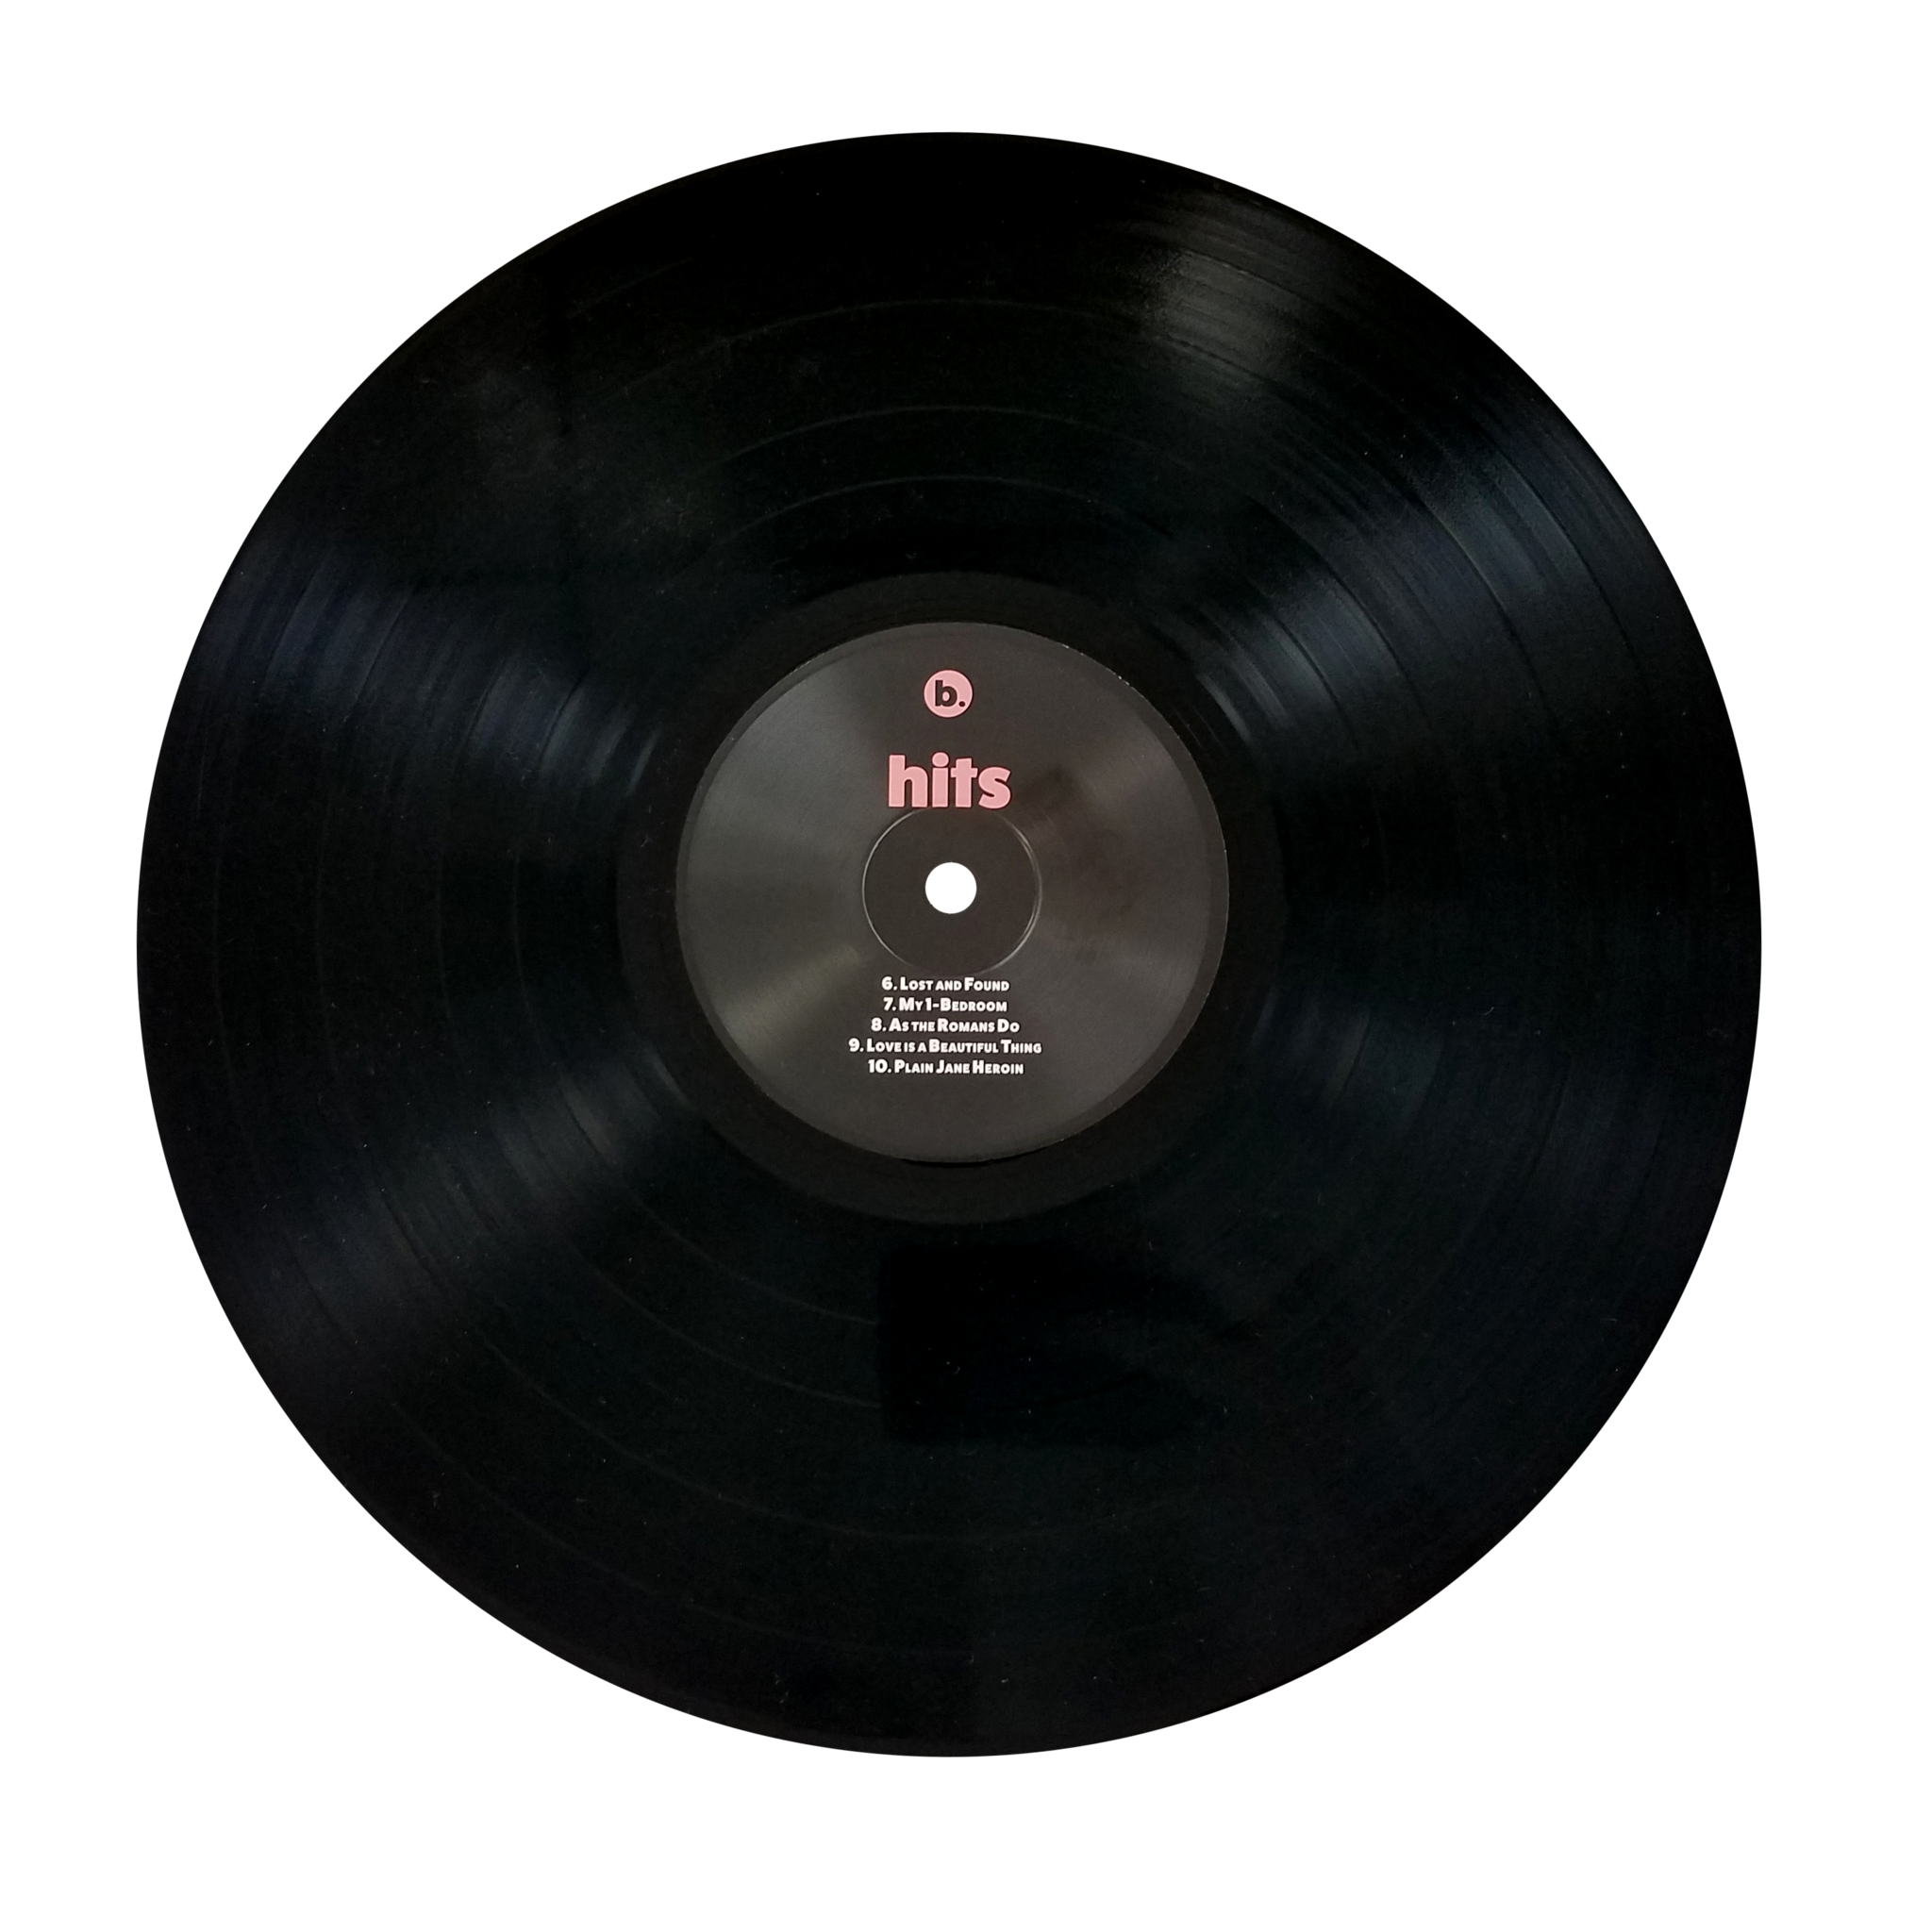 b.
hits
6. Lost and Found
7. My 1-Bedroom
8. As the Romans Do
9. Love is a Beautiful Thing
10. Plain Jane Heroin